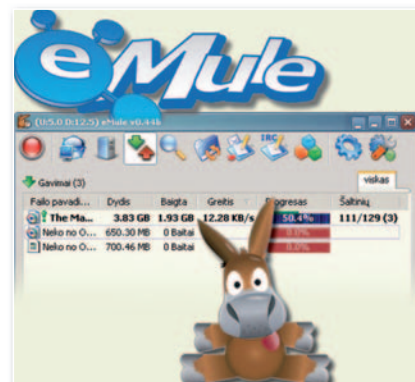 eMule
(U:5.0 D:12.5) eMule v0.44b
IRC
Gavimai (3)
viskas
Failo pavadi... Dydis Baigta Greitis Progresas Šaltinių
The Ma... 3.83 GB 1.93 GB 12.28 KB/s 50.4% 111/129 (3)
Neko no O... 650.30 MB 0 Baitai 0.0%
Neko no O... 700.46 MB 0 Baitai 0.0%